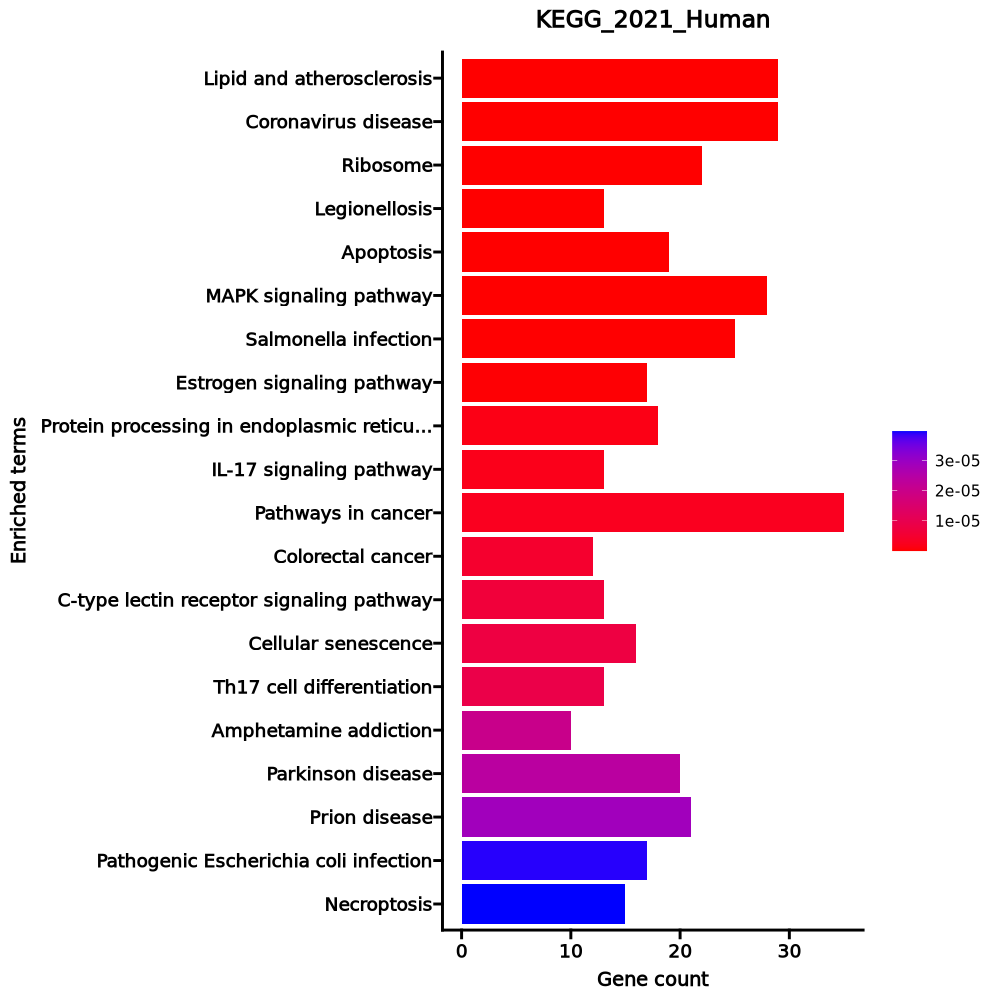 KEGG_2021_Human
Lipid and atherosclerosis
Coronavirus disease
Ribosome
Legionellosis
Apoptosis
MAPK signaling pathway
Salmonella infection
Estrogen signaling pathway
Protein processing in endoplasmic reticu...
IL-17 signaling pathway
Pathways in cancer
Colorectal cancer
C-type lectin receptor signaling pathway
Cellular senescence
Th17 cell differentiation
Amphetamine addiction
Parkinson disease
Prion disease
Pathogenic Escherichia coli infection
Necroptosis
Enriched terms
0 10 20 30
Gene count
3e-05
2e-05
1e-05